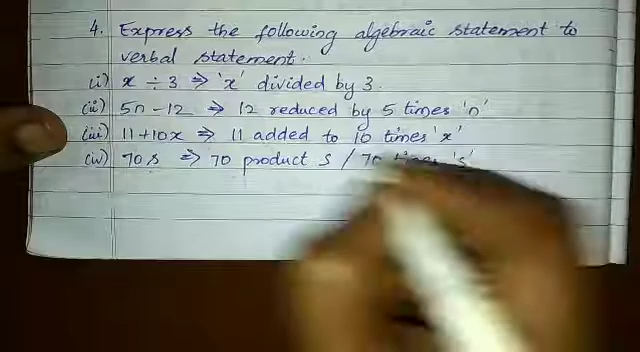 4. Express the following algebraic statement to
verbal statement.
(i) x ÷ 3 ⇒ 'x' divided by 3.
(ii) 5n - 12 ⇒ 12 reduced by 5 times 'n'
(iii) 11 + 10x ⇒ 11 added to 10 times 'x'
(iv) 70s ⇒ 70 product s / 70 times 's'